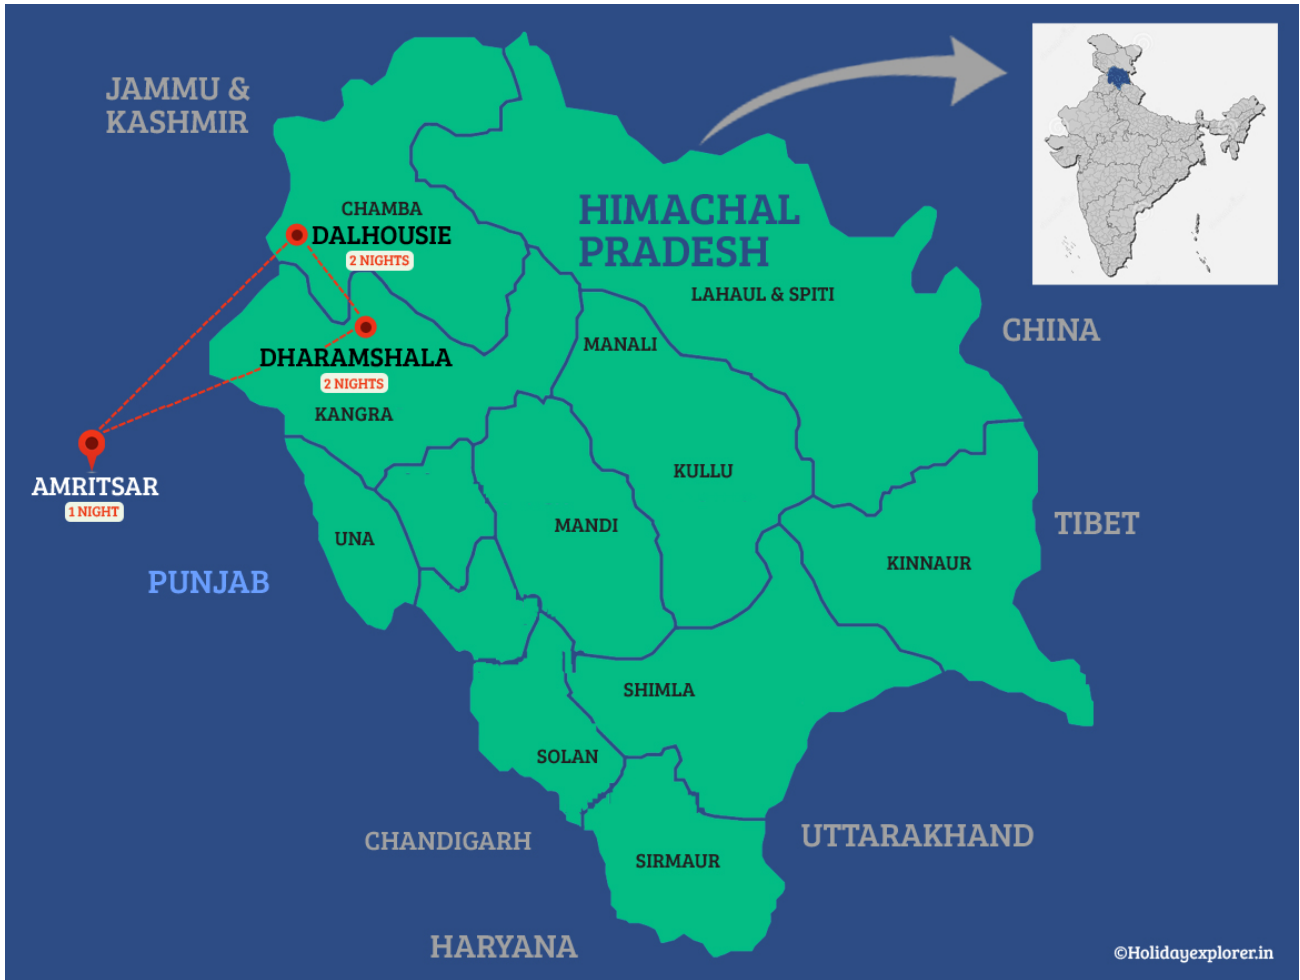 JAMMU &
KASHMIR
CHAMBA
DALHOUSIE
2 NIGHTS
HIMACHAL
PRADESH
LAHAUL & SPITI
CHINA
MANALI
DHARAMSHALA
2 NIGHTS
KANGRA
AMRITSAR
1 NIGHT
KULLU
MANDI
UNA
TIBET
KINNAUR
PUNJAB
SHIMLA
SOLAN
CHANDIGARH
UTTARAKHAND
SIRMAUR
HARYANA
©Holidayexplorer.in